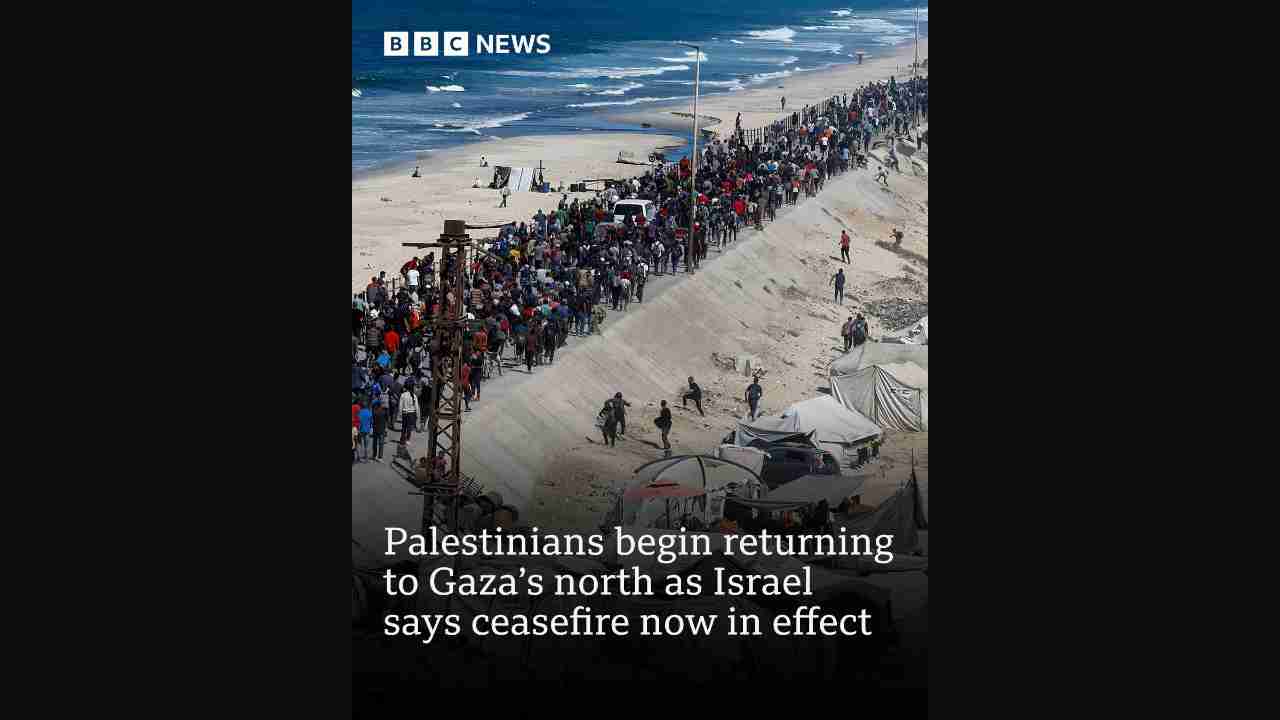 BBC NEWS
Palestinians begin returning
to Gaza’s north as Israel
says ceasefire now in effect